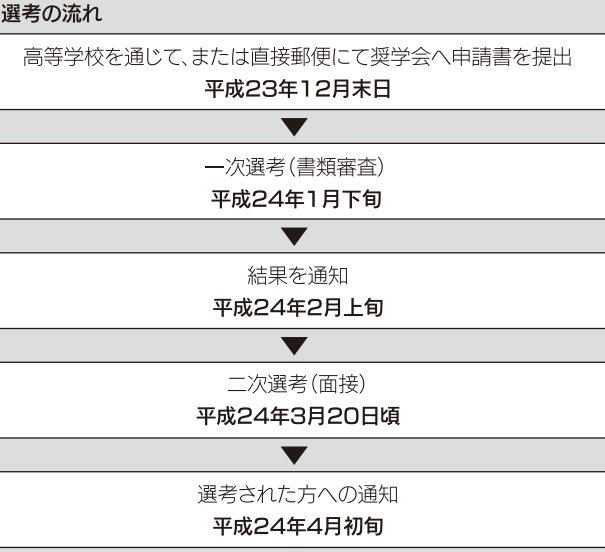 選考の流れ
高等学校を通じて、または直接郵便にて奨学会へ申請書を提出
平成23年12月末日
▼
一次選考（書類審査）
平成24年1月下旬
▼
結果を通知
平成24年2月上旬
▼
二次選考（面接）
平成24年3月20日頃
▼
選考された方への通知
平成24年4月初旬